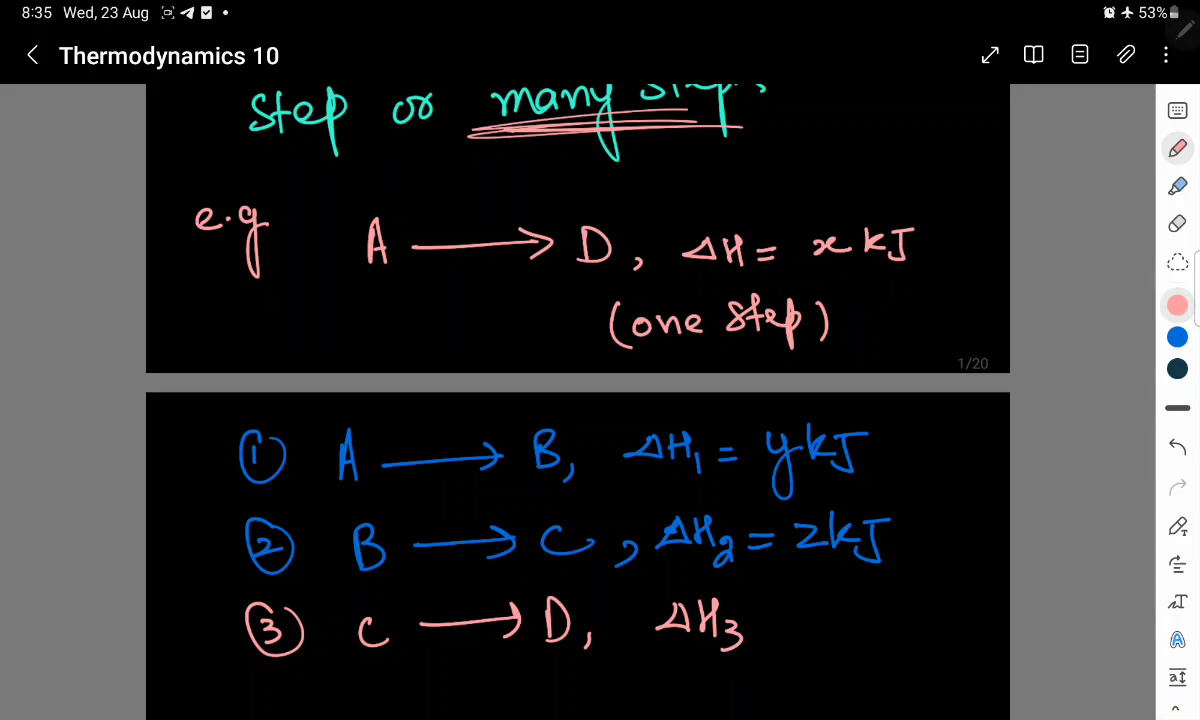 8:35 Wed, 23 Aug 53%
Thermodynamics 10
step or many steps
e.g A ⟶ D, ΔH = x kJ
(one step)
1/20
① A ⟶ B, ΔH₁ = y kJ
② B ⟶ C, ΔH₂ = z kJ
③ C ⟶ D, ΔH₃